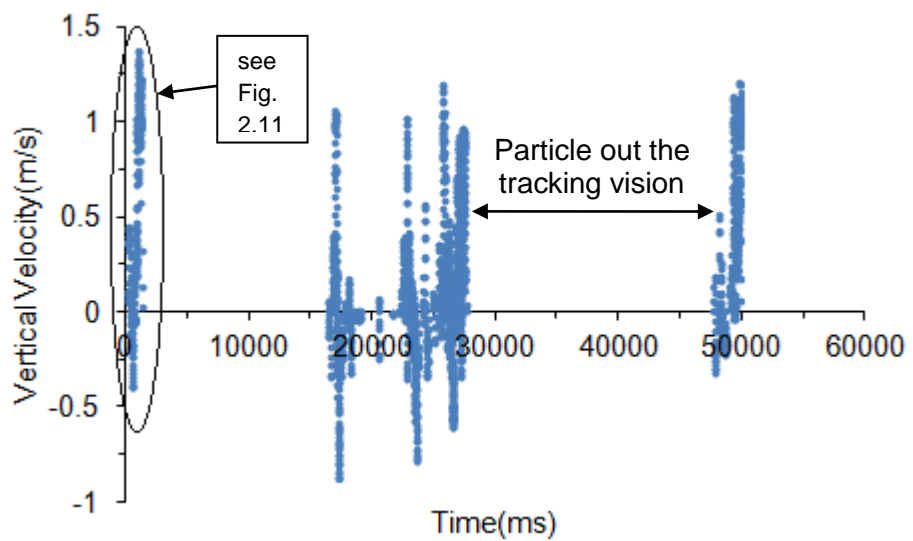 1.5
see
Fig.
2.11
1
Particle out the
tracking vision
0.5
0
0 10000 20000 30000 40000 50000 60000
-0.5
-1
Vertical Velocity(m/s)
Time(ms)